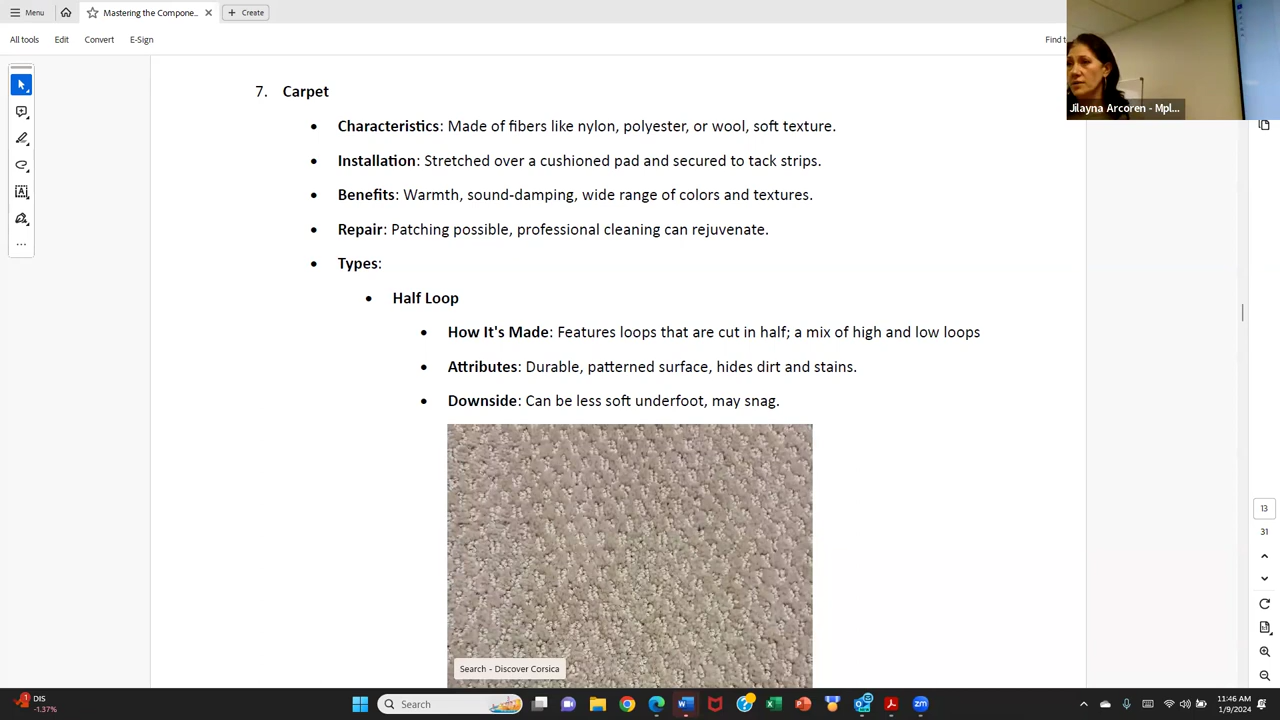 Menu
Mastering the Compone...
Create
All tools
Edit
Convert
E-Sign
Find te
Jilayna Arcoren - Mpl...
7. Carpet
• Characteristics: Made of fibers like nylon, polyester, or wool, soft texture.
• Installation: Stretched over a cushioned pad and secured to tack strips.
• Benefits: Warmth, sound-damping, wide range of colors and textures.
• Repair: Patching possible, professional cleaning can rejuvenate.
• Types:
• Half Loop
• How It's Made: Features loops that are cut in half; a mix of high and low loops
• Attributes: Durable, patterned surface, hides dirt and stains.
• Downside: Can be less soft underfoot, may snag.
13
31
Search - Discover Corsica
1
DIS
-1.37%
Search
11:46 AM
1/9/2024